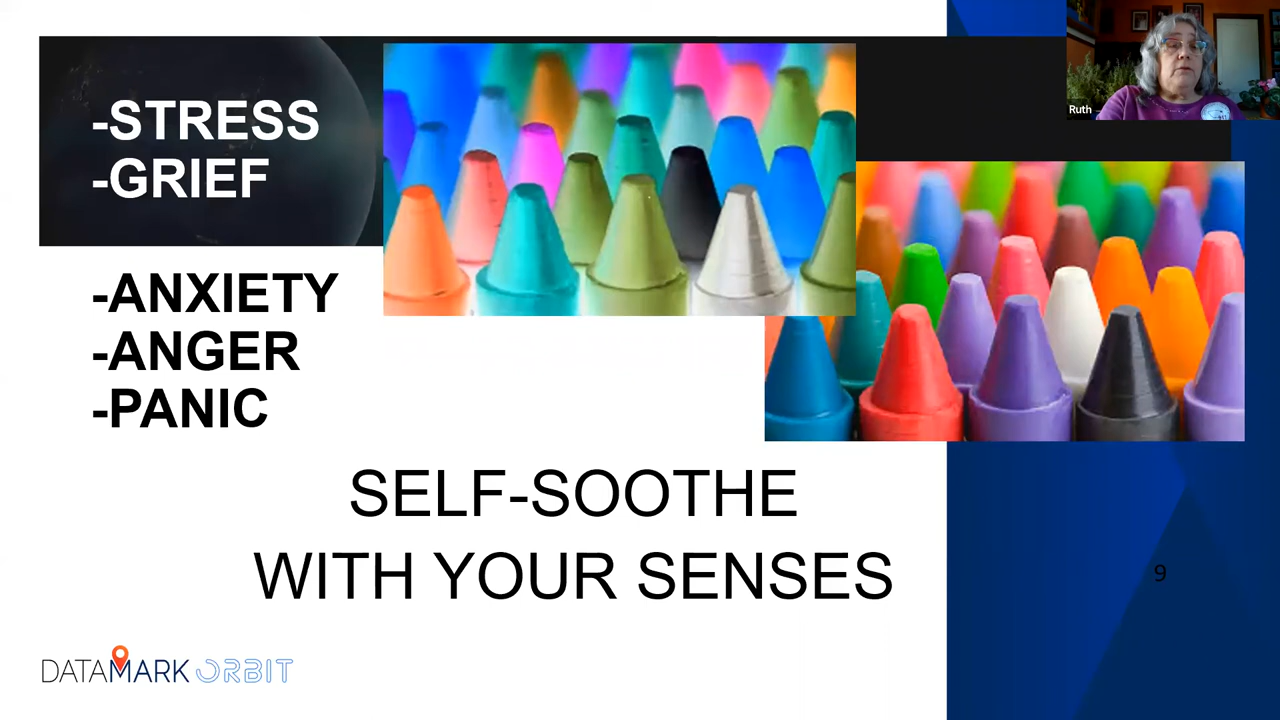 -STRESS
-GRIEF
-ANXIETY
-ANGER
-PANIC
SELF-SOOTHE
WITH YOUR SENSES
Ruth
9
DATAMARK ORBIT